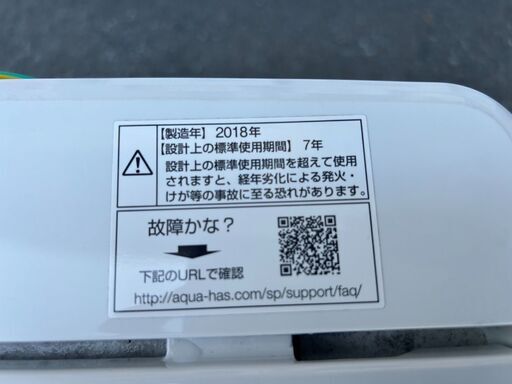 【製造年】2018年
【設計上の標準使用期間】7年
設計上の標準使用期間を超えて使用
されますと、経年劣化による発火・
けが等の事故に至る恐れがあります。
故障かな？
下記のURLで確認
http://aqua-has.com/sp/support/faq/